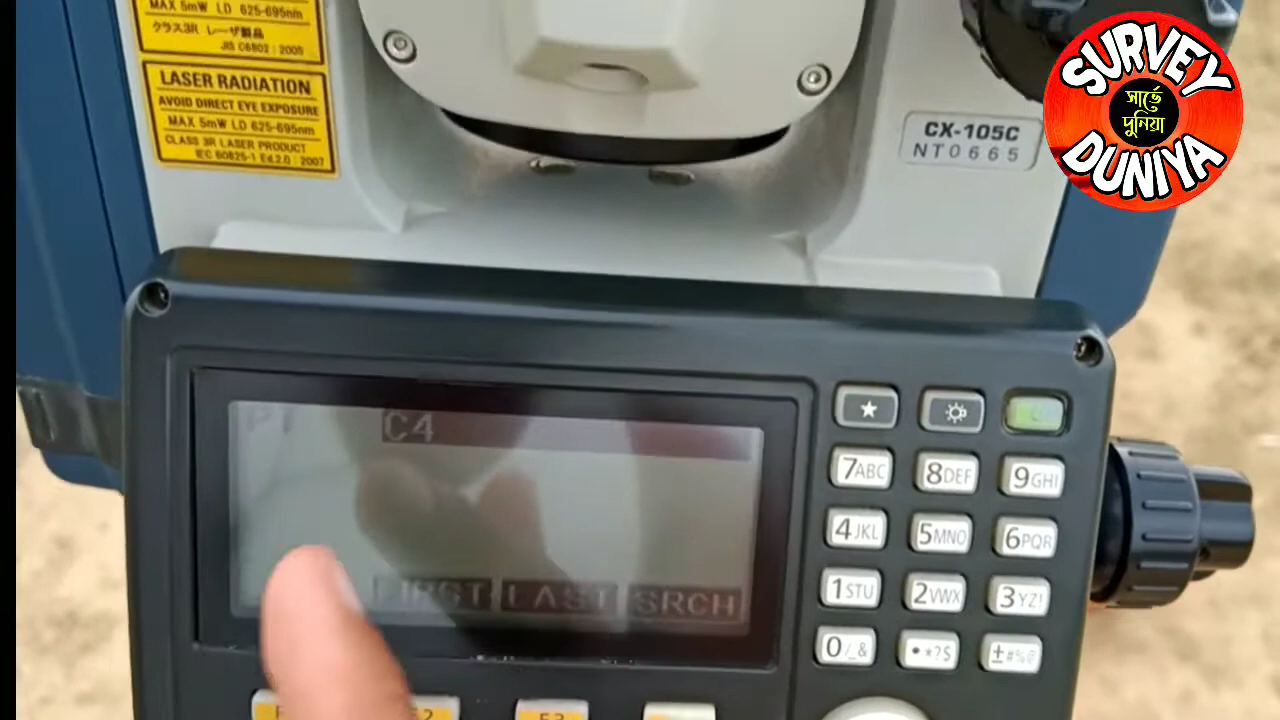 MAX 5mW LD 625-695nm
クラス3R レーザ製品
JIS C6802 : 2005
LASER RADIATION
AVOID DIRECT EYE EXPOSURE
MAX 5mW LD 625-695nm
CLASS 3R LASER PRODUCT
IEC 60825-1 Ed.2.0 : 2007
CX-105C
NT0665
SURVEY
সার্ভে
দুনিয়া
DUNIYA
C4
FIRST LAST SRCH
7ABC 8DEF 9GHI
4JKL 5MNO 6PQR
1STU 2VWX 3YZ!
0/_& •*?$ ±#%@
F3